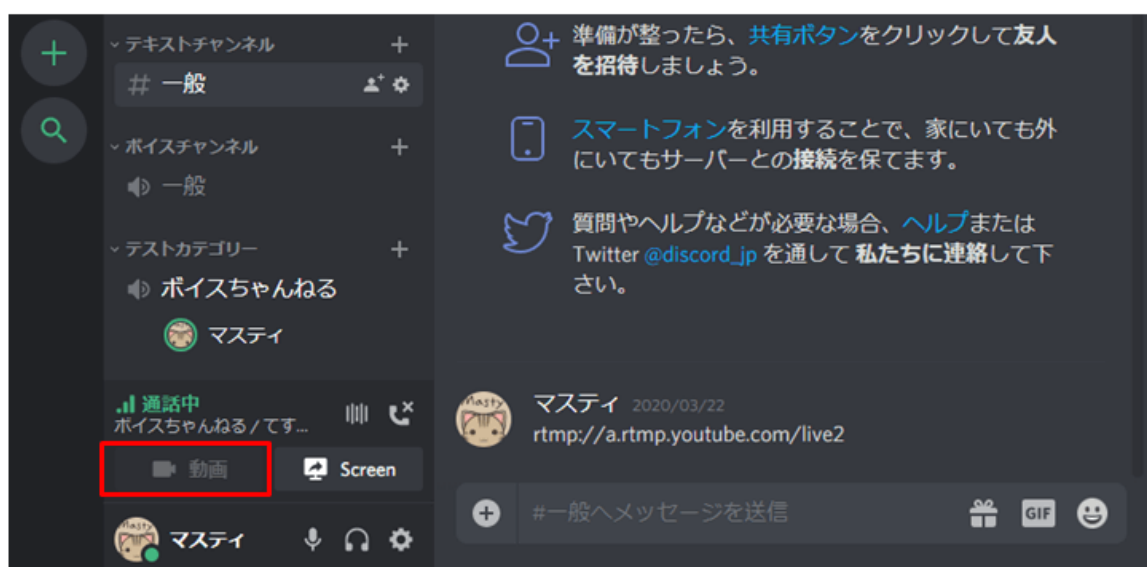 テキストチャンネル
# 一般
ボイスチャンネル
一般
テストカテゴリー
ボイスちゃんねる
マスティ
通話中
ボイスちゃんねる / てす...
動画
Screen
マスティ
準備が整ったら、共有ボタンをクリックして友人
を招待しましょう。
スマートフォンを利用することで、家にいても外
にいてもサーバーとの接続を保てます。
質問やヘルプなどが必要な場合、ヘルプまたは
Twitter @discord_jp を通して 私たちに連絡して下
さい。
Masty
マスティ 2020/03/22
rtmp://a.rtmp.youtube.com/live2
#一般へメッセージを送信
GIF
Masty